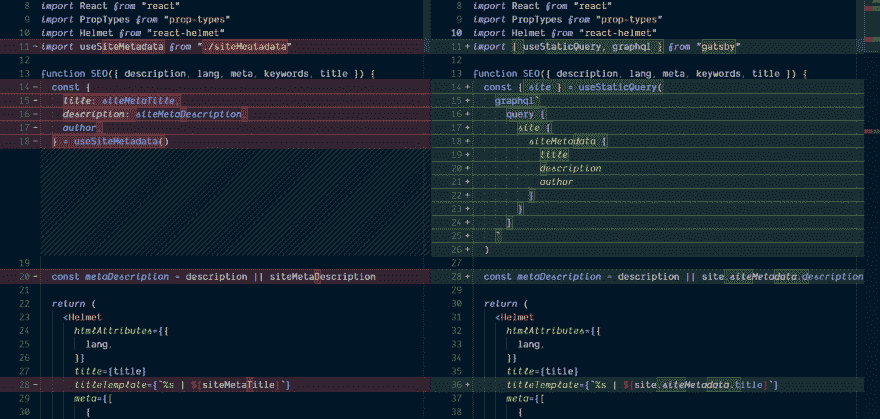 8 import React from "react"
9 import PropTypes from "prop-types"
10 import Helmet from "react-helmet"
11 - import useSiteMetadata from "./siteMeatadata"
12
13 function SEO({ description, lang, meta, keywords, title }) {
14 - const {
15 - title: siteMetaTitle,
16 - description: siteMetaDescription,
17 - author,
18 - } = useSiteMetadata()
19
20 - const metaDescription = description || siteMetaDescription
21
22 return (
23 <Helmet
24 htmlAttributes={{
25 lang,
26 }}
27 title={title}
28 - titleTemplate={`%s | ${siteMetaTitle}`}
29 meta={[
30 {
8 import React from "react"
9 import PropTypes from "prop-types"
10 import Helmet from "react-helmet"
11 + import { useStaticQuery, graphql } from "gatsby"
12
13 function SEO({ description, lang, meta, keywords, title }) {
14 + const { site } = useStaticQuery(
15 + graphql`
16 + query {
17 + site {
18 + siteMetadata {
19 + title
20 + description
21 + author
22 + }
23 + }
24 + }
25 + `
26 + )
27
28 + const metaDescription = description || site.siteMetadata.description
29
30 return (
31 <Helmet
32 htmlAttributes={{
33 lang,
34 }}
35 title={title}
36 + titleTemplate={`%s | ${site.siteMetadata.title}`}
37 meta={[
38 {